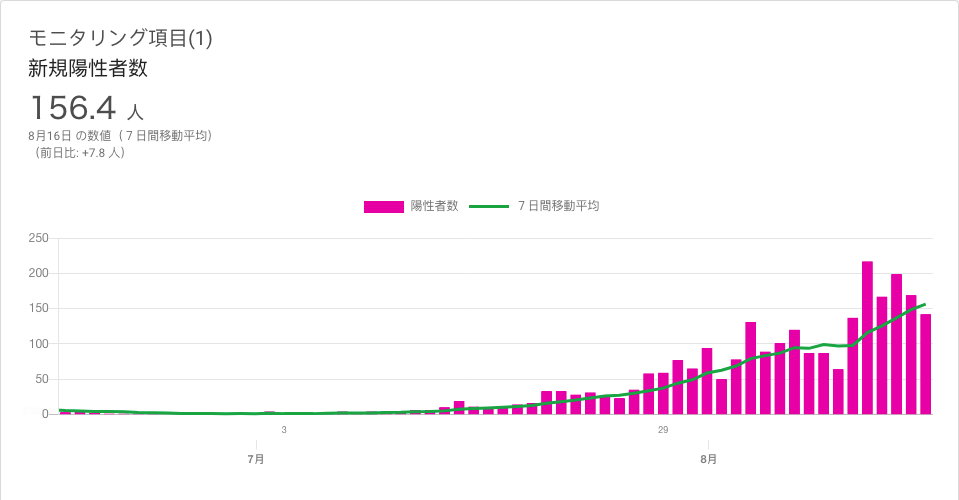 モニタリング項目(1)
新規陽性者数
156.4 人
8月16日 の数値（７日間移動平均）
（前日比: +7.8 人）
陽性者数 ７日間移動平均
250
200
150
100
50
0
3 29
7月 8月